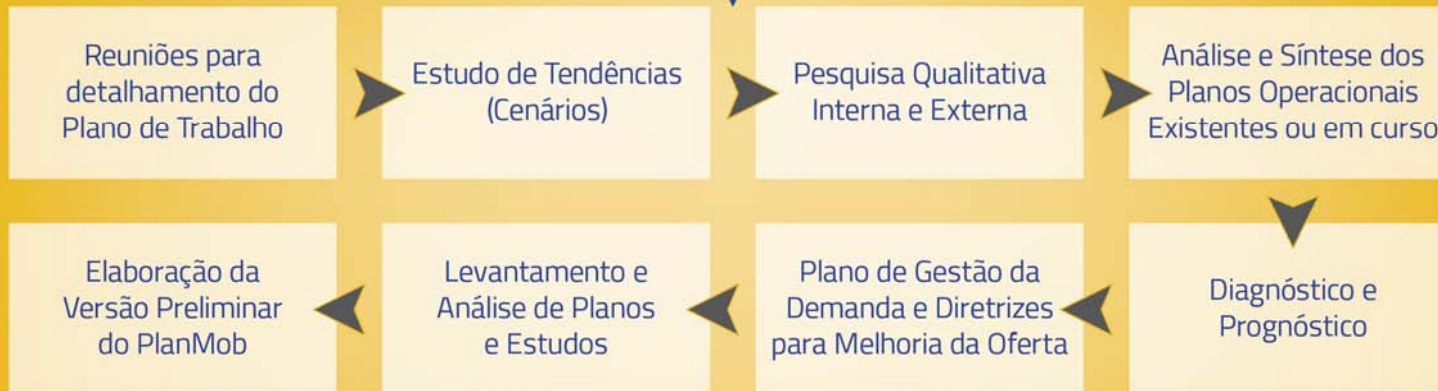 Reuniões para
detalhamento do
Plano de Trabalho
Estudo de Tendências
(Cenários)
Pesquisa Qualitativa
Interna e Externa
Análise e Síntese dos
Planos Operacionais
Existentes ou em curso
Diagnóstico e
Prognóstico
Plano de Gestão da
Demanda e Diretrizes
para Melhoria da Oferta
Levantamento e
Análise de Planos
e Estudos
Elaboração da
Versão Preliminar
do PlanMob